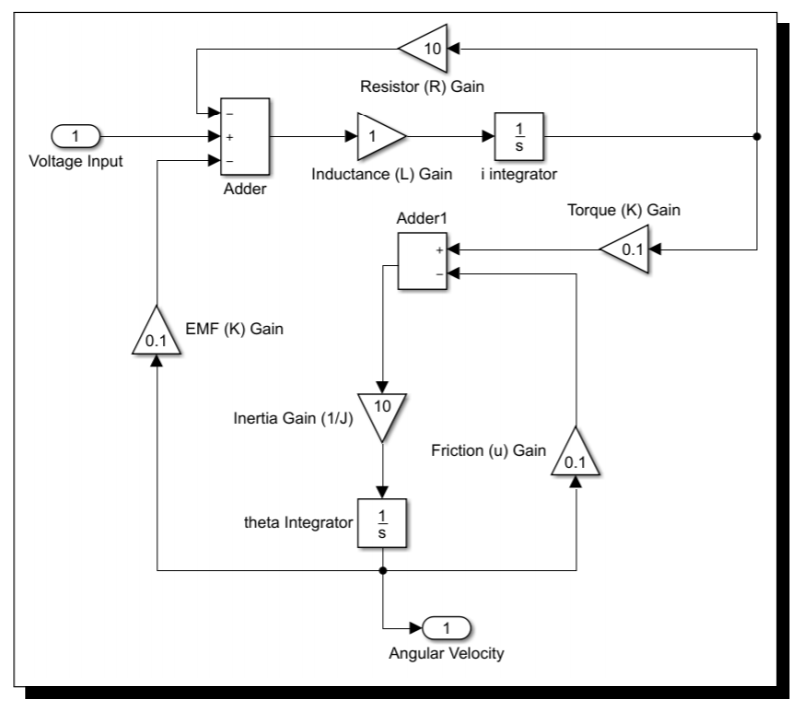 10
Resistor (R) Gain
−
1
+
1
1
s
−
Voltage Input
Inductance (L) Gain
i integrator
Adder
Torque (K) Gain
Adder1
+
0.1
−
EMF (K) Gain
0.1
10
Inertia Gain (1/J)
Friction (u) Gain
0.1
theta Integrator
1
s
1
Angular Velocity